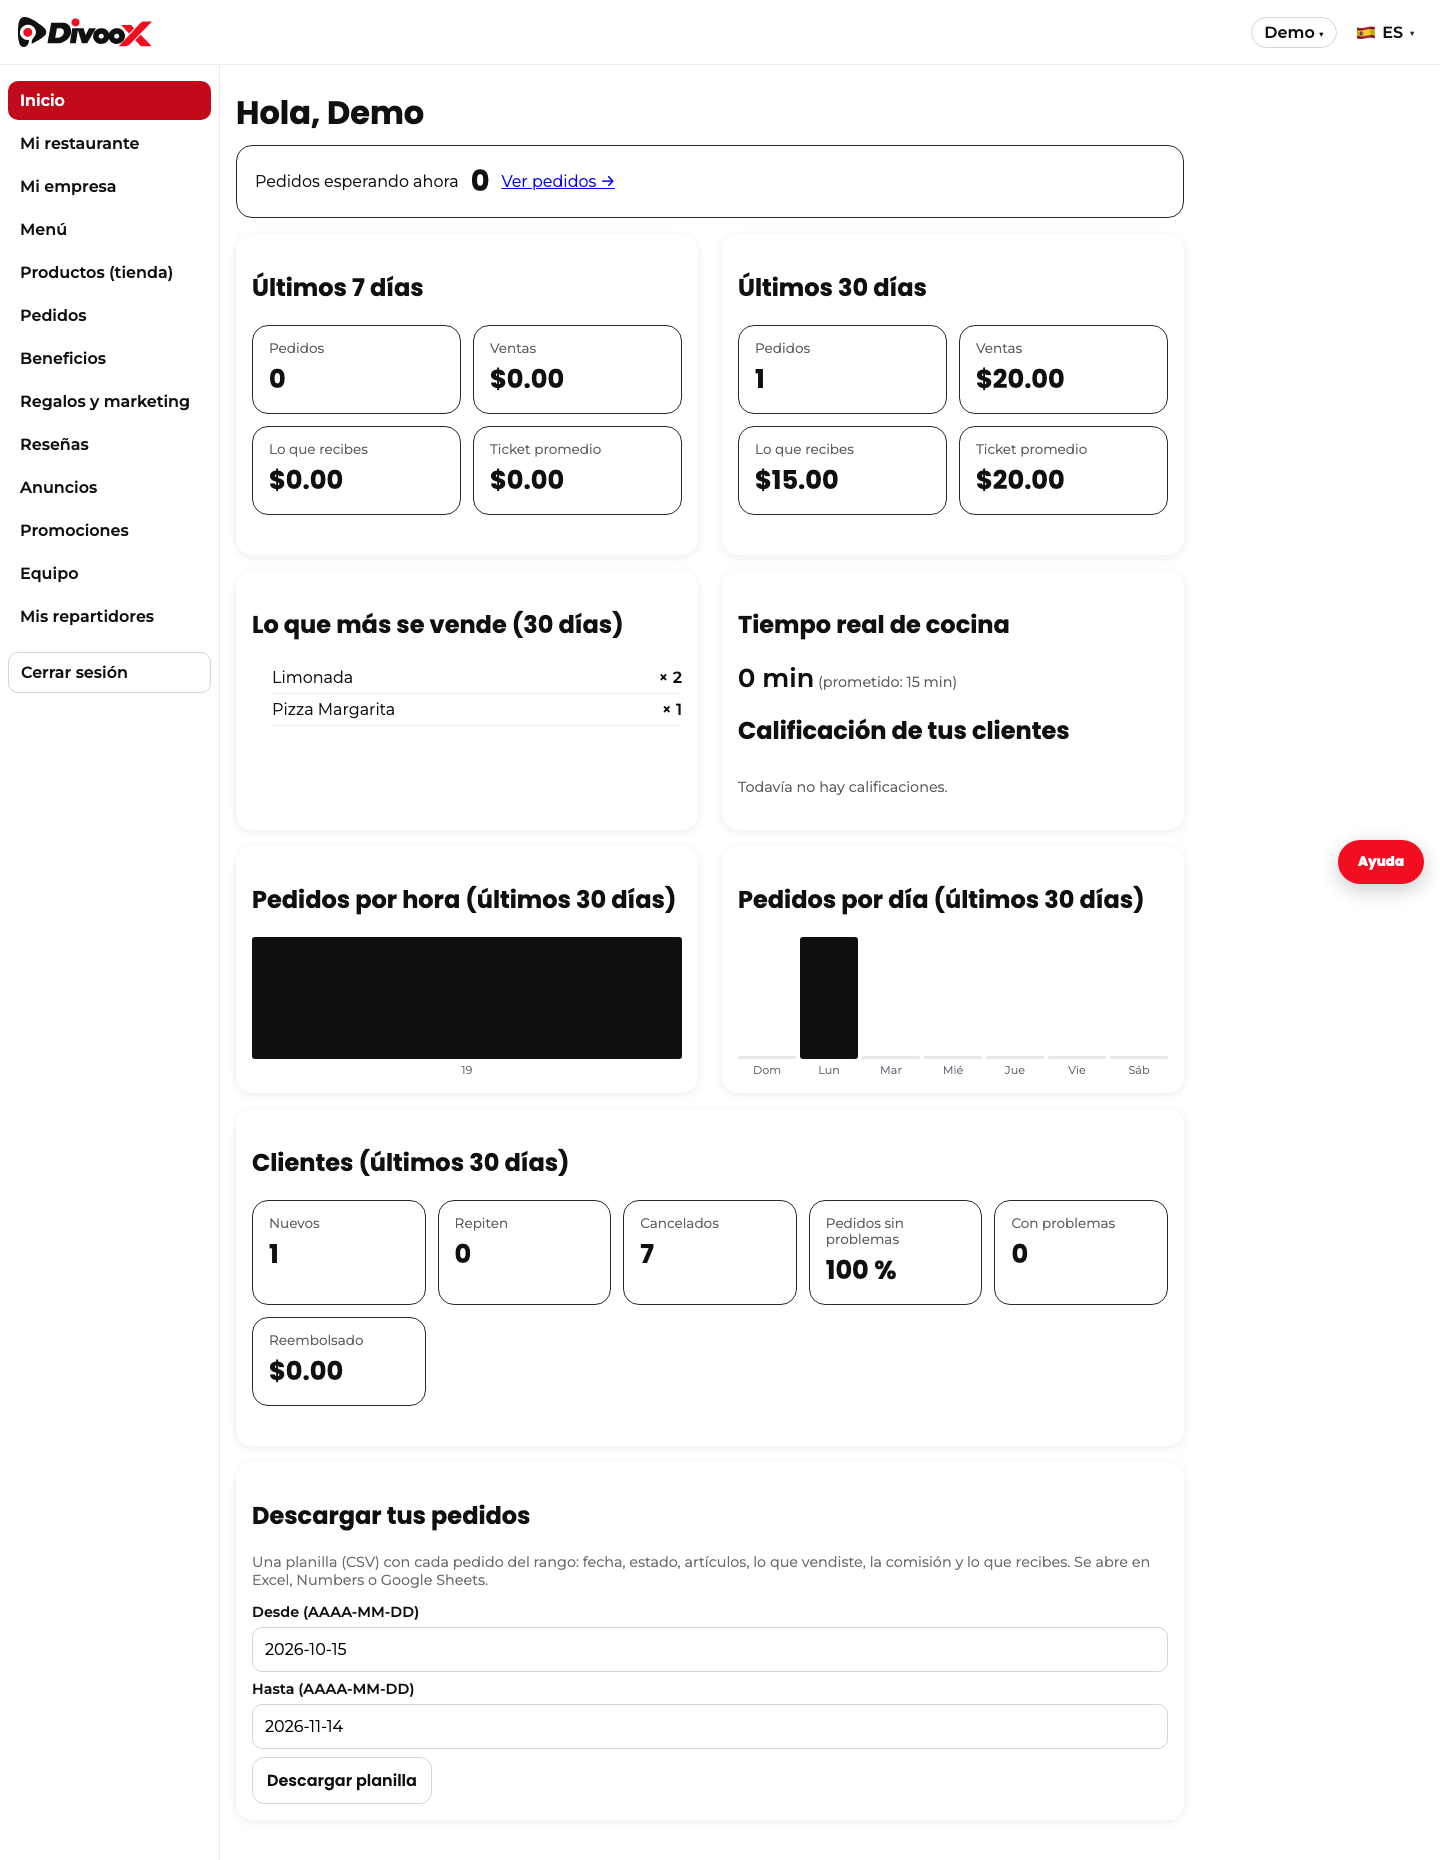 DivooX
Demo ▾
🇪🇸 ES ▾
Inicio
Mi restaurante
Mi empresa
Menú
Productos (tienda)
Pedidos
Beneficios
Regalos y marketing
Reseñas
Anuncios
Promociones
Equipo
Mis repartidores
Cerrar sesión
Hola, Demo
Pedidos esperando ahora 0 Ver pedidos →
Últimos 7 días
Pedidos
0
Ventas
$0.00
Lo que recibes
$0.00
Ticket promedio
$0.00
Últimos 30 días
Pedidos
1
Ventas
$20.00
Lo que recibes
$15.00
Ticket promedio
$20.00
Lo que más se vende (30 días)
Limonada × 2
Pizza Margarita × 1
Tiempo real de cocina
0 min (prometido: 15 min)
Calificación de tus clientes
Todavía no hay calificaciones.
Pedidos por hora (últimos 30 días)
19
Pedidos por día (últimos 30 días)
Dom Lun Mar Mié Jue Vie Sáb
Ayuda
Clientes (últimos 30 días)
Nuevos
1
Repiten
0
Cancelados
7
Pedidos sin
problemas
100 %
Con problemas
0
Reembolsado
$0.00
Descargar tus pedidos
Una planilla (CSV) con cada pedido del rango: fecha, estado, artículos, lo que vendiste, la comisión y lo que recibes. Se abre en
Excel, Numbers o Google Sheets.
Desde (AAAA-MM-DD)
2026-10-15
Hasta (AAAA-MM-DD)
2026-11-14
Descargar planilla